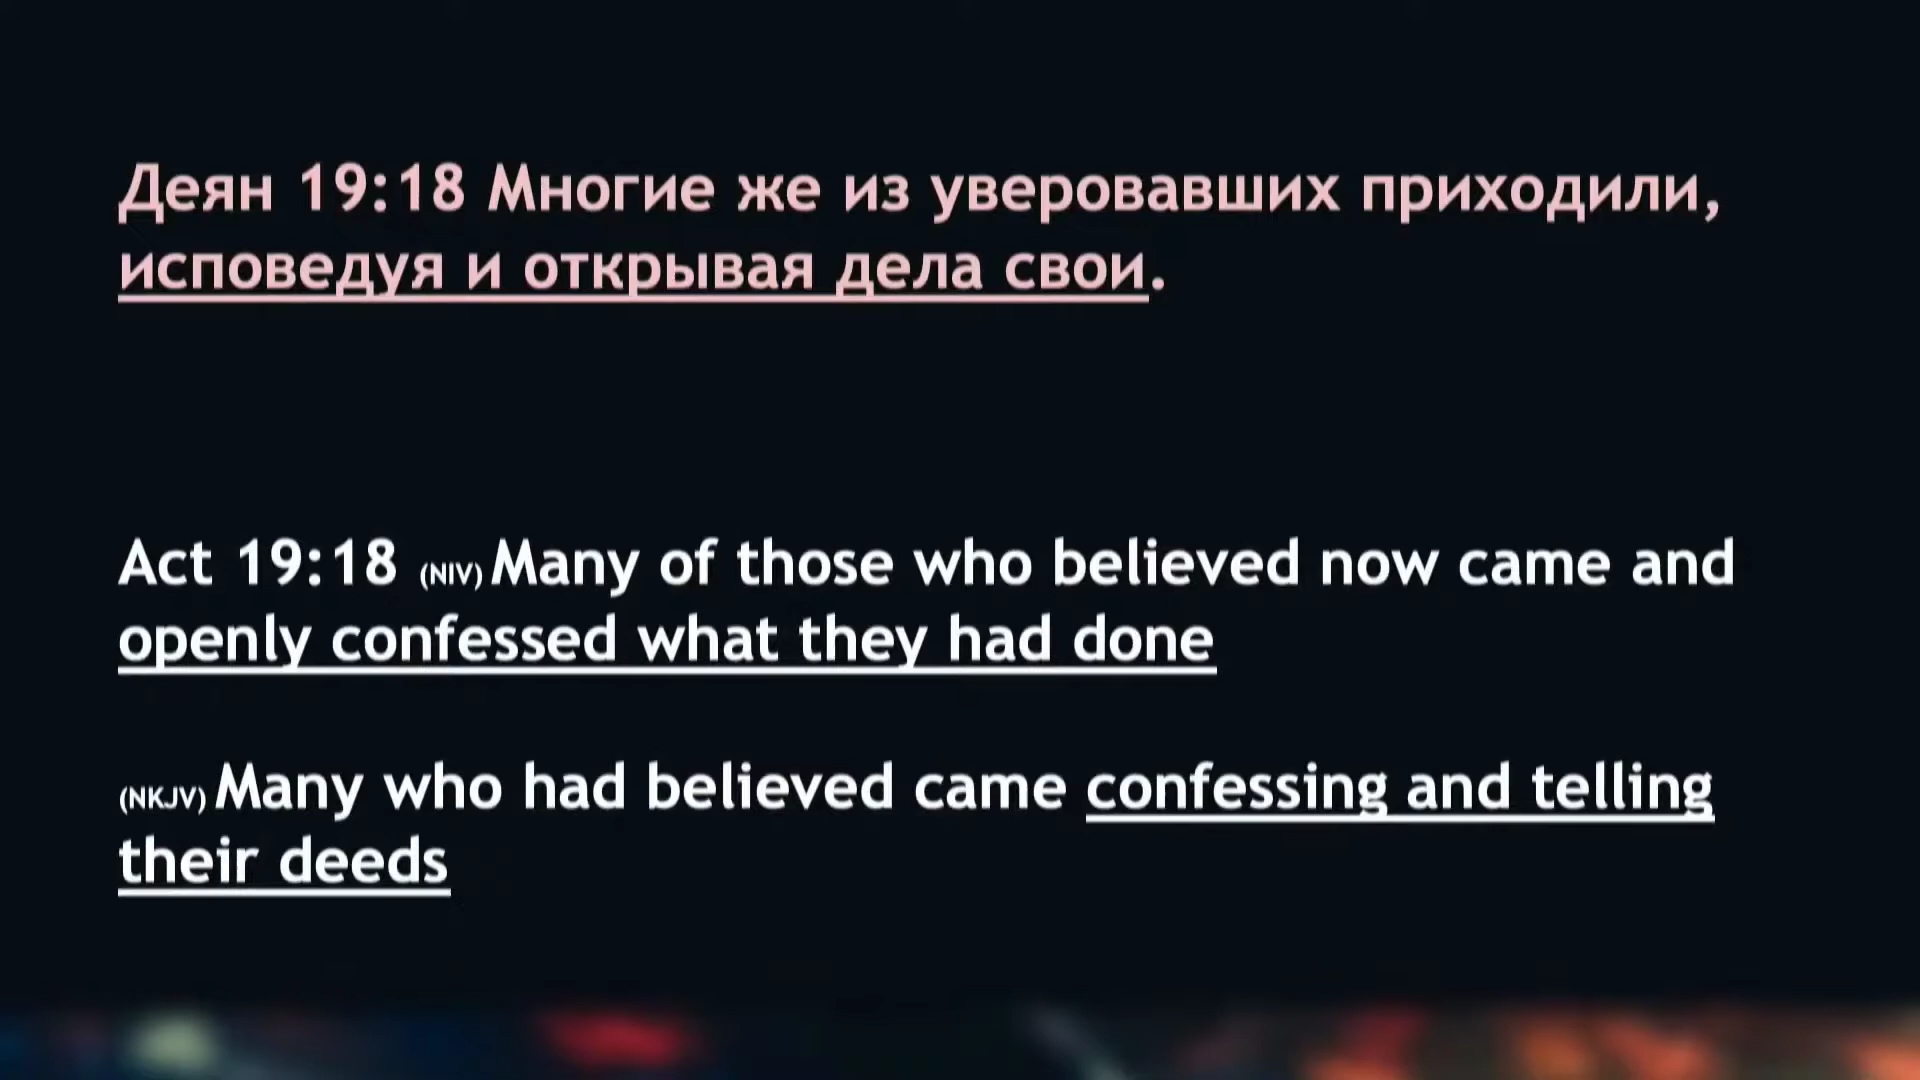 Деян 19:18 Многие же из уверовавших приходили,
исповедуя и открывая дела свои.
Act 19:18 (NIV) Many of those who believed now came and
openly confessed what they had done
(NKJV) Many who had believed came confessing and telling
their deeds